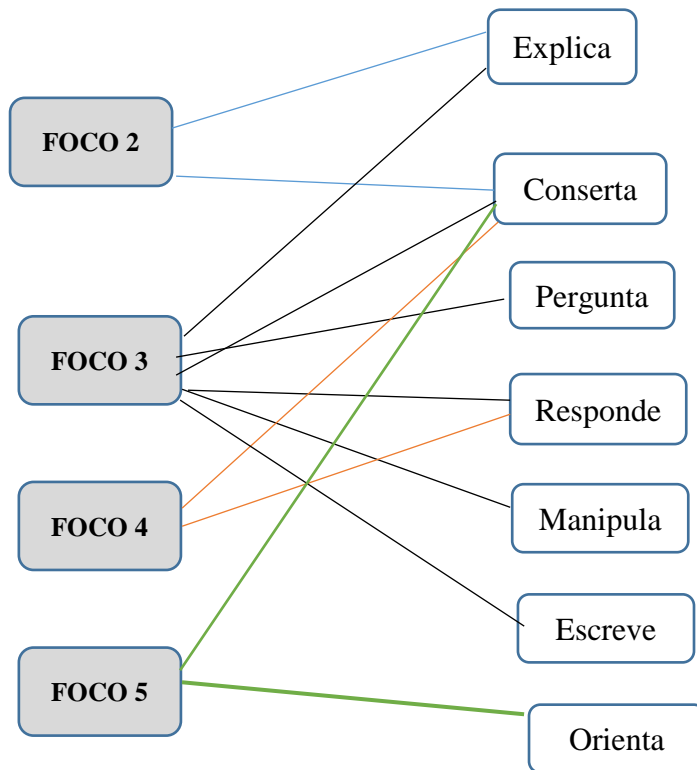 Explica
FOCO 2
Conserta
Pergunta
FOCO 3
Responde
FOCO 4
Manipula
Escreve
FOCO 5
Orienta